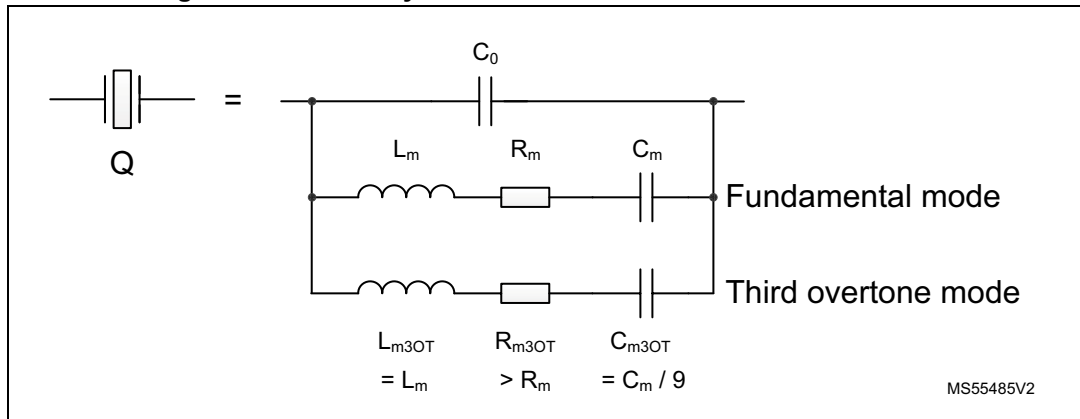 C₀
Q
=
Lₘ Rₘ Cₘ
Fundamental mode
Third overtone mode
Lₘ₃OT Rₘ₃OT Cₘ₃OT
= Lₘ > Rₘ = Cₘ / 9
MS55485V2